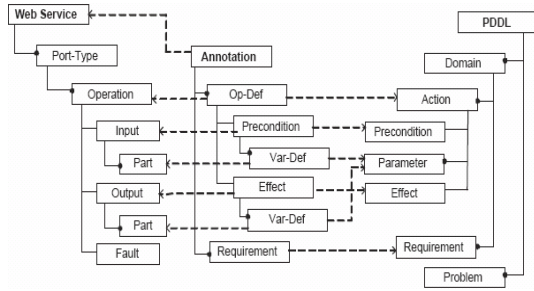 Web Service
PDDL
Port-Type
Annotation
Domain
Operation
Op-Def
Action
Input
Precondition
Precondition
Part
Var-Def
Parameter
Output
Effect
Effect
Part
Var-Def
Fault
Requirement
Requirement
Problem